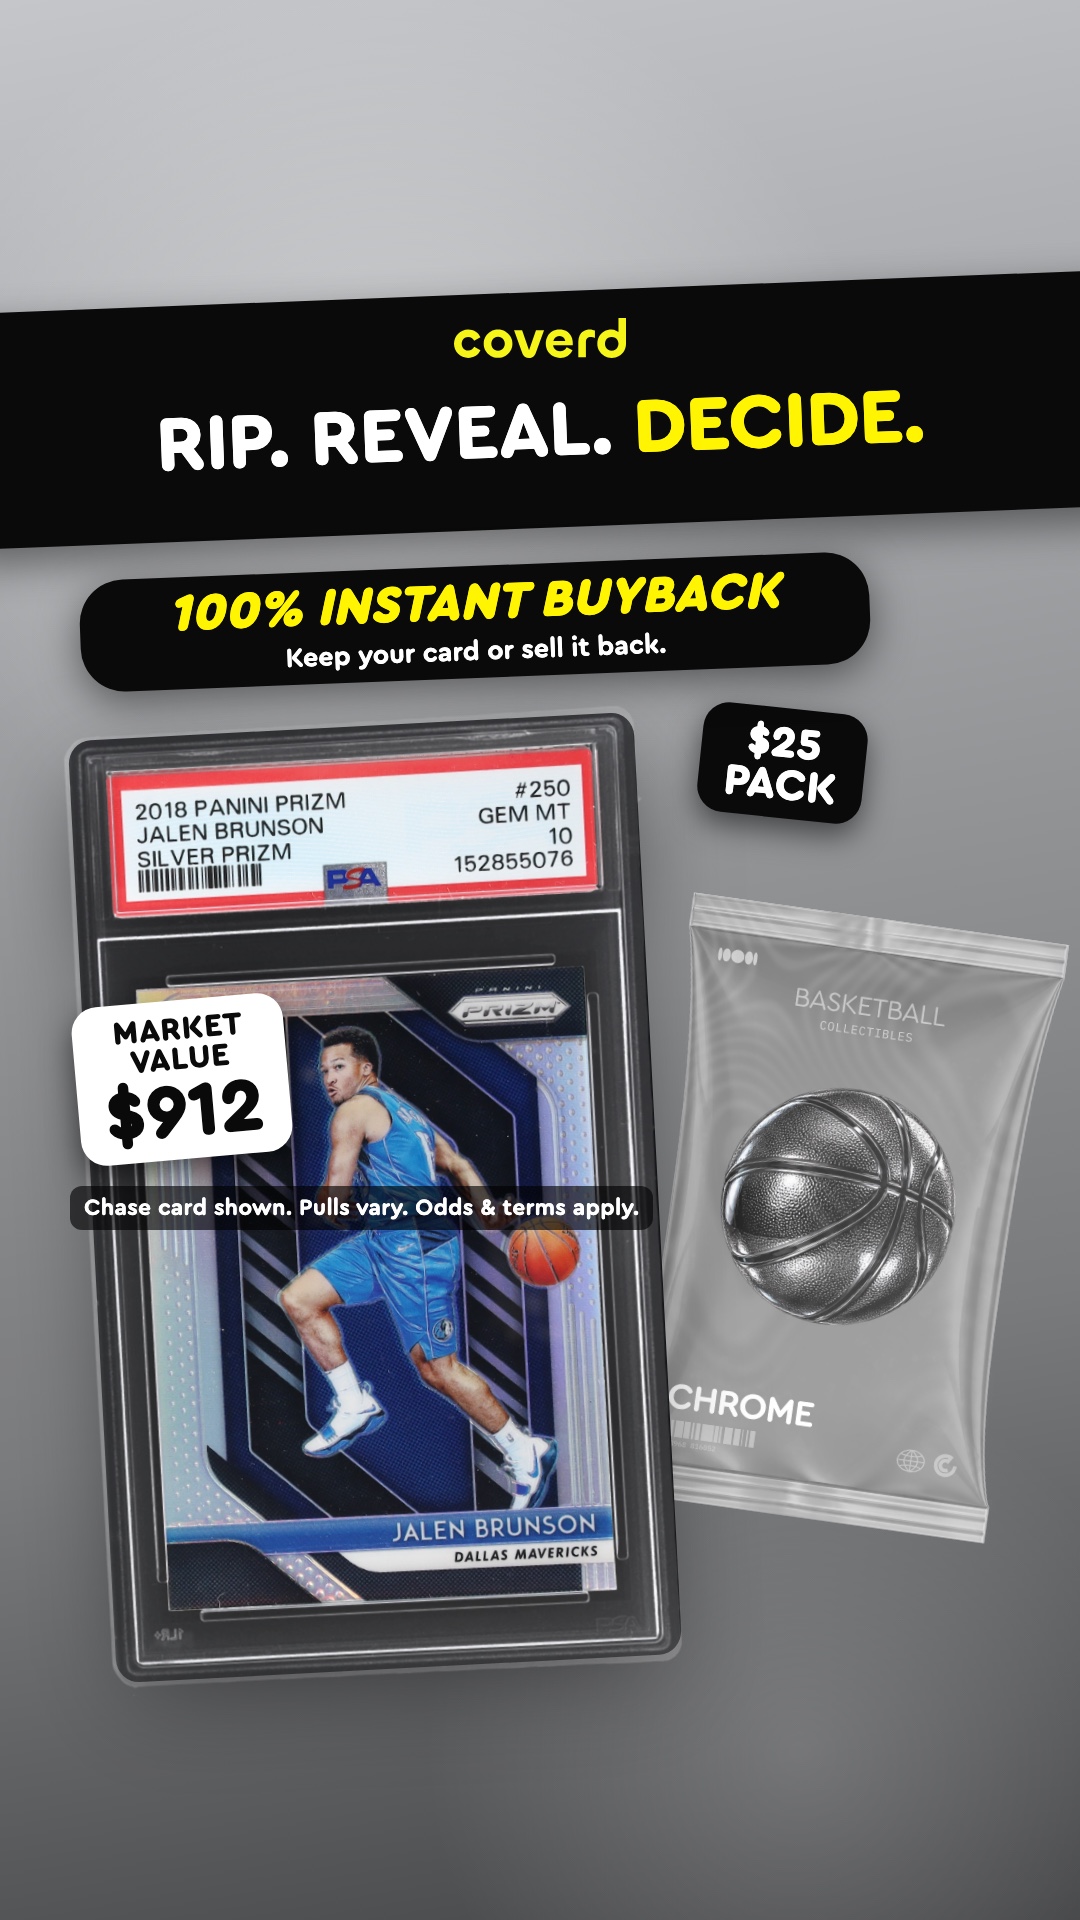 coverd
RIP. REVEAL. DECIDE.
100% INSTANT BUYBACK
Keep your card or sell it back.
$25
PACK
2018 PANINI PRIZM #250
JALEN BRUNSON GEM MT
SILVER PRIZM 10
152855076
PSA
PANINI
PRIZM
MARKET
VALUE
$912
Chase card shown. Pulls vary. Odds & terms apply.
JALEN BRUNSON
DALLAS MAVERICKS
BASKETBALL
COLLECTIBLES
CHROME